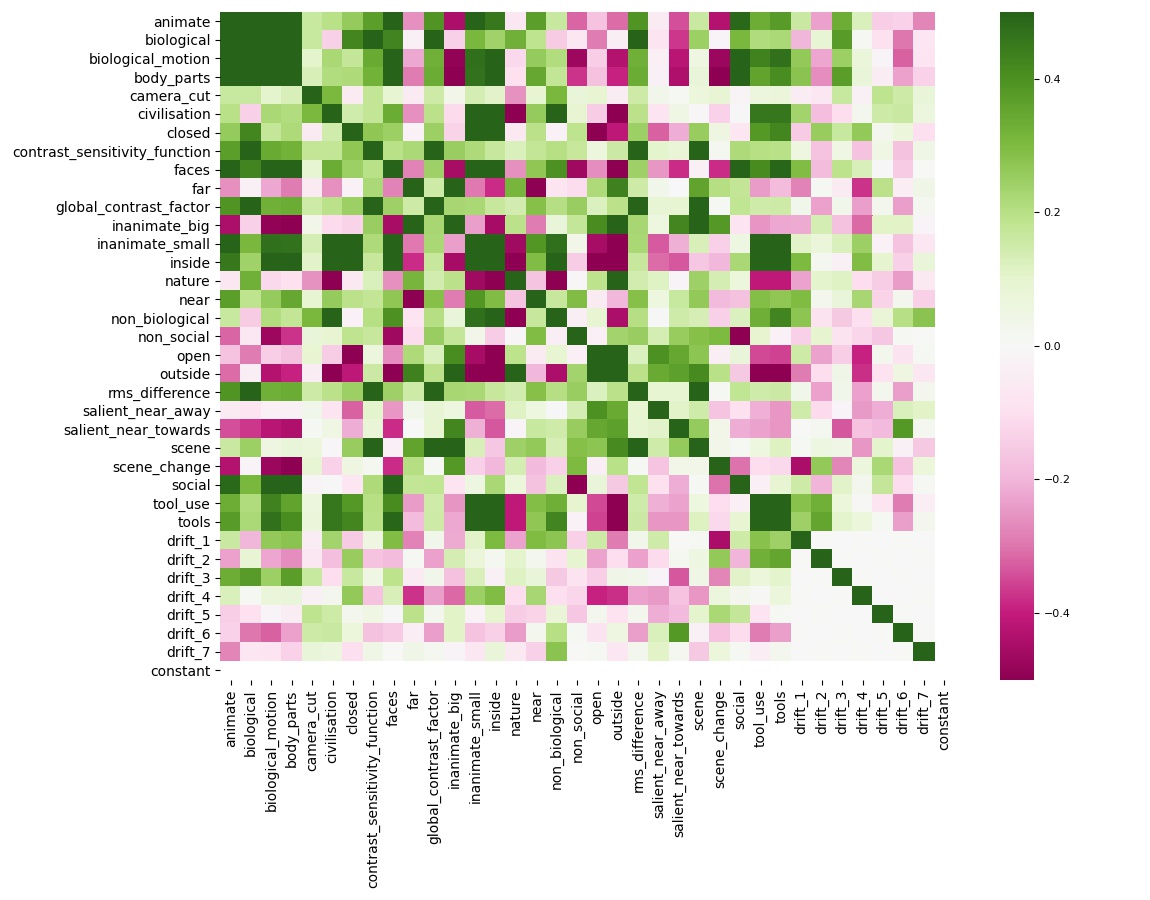 animate
biological
biological_motion
body_parts
camera_cut
civilisation
closed
contrast_sensitivity_function
faces
far
global_contrast_factor
inanimate_big
inanimate_small
inside
nature
near
non_biological
non_social
open
outside
rms_difference
salient_near_away
salient_near_towards
scene
scene_change
social
tool_use
tools
drift_1
drift_2
drift_3
drift_4
drift_5
drift_6
drift_7
constant
animate
biological
biological_motion
body_parts
camera_cut
civilisation
closed
contrast_sensitivity_function
faces
far
global_contrast_factor
inanimate_big
inanimate_small
inside
nature
near
non_biological
non_social
open
outside
rms_difference
salient_near_away
salient_near_towards
scene
scene_change
social
tool_use
tools
drift_1
drift_2
drift_3
drift_4
drift_5
drift_6
drift_7
constant
0.4
0.2
0.0
−0.2
−0.4